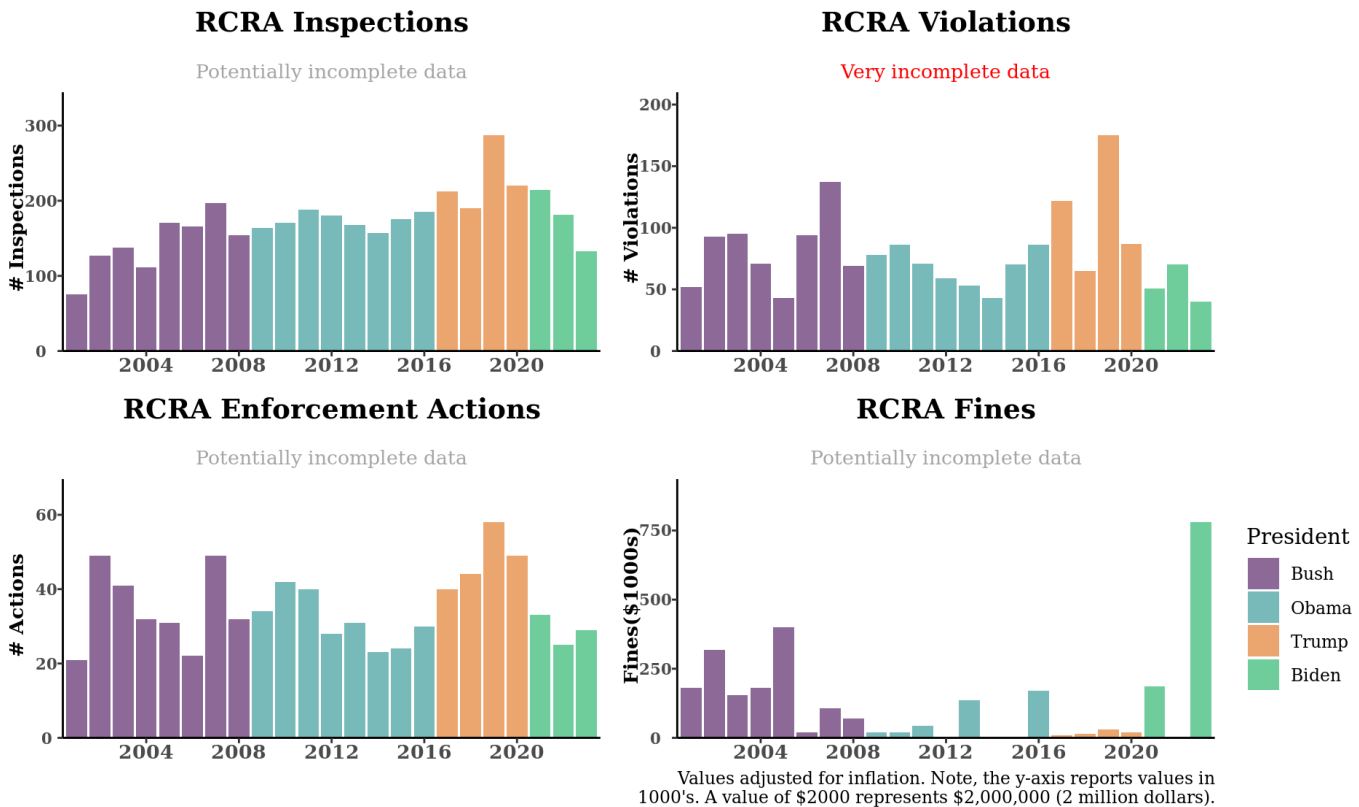 RCRA Inspections
Potentially incomplete data
# Inspections
300
200
100
0
2004 2008 2012 2016 2020
RCRA Violations
Very incomplete data
# Violations
200
150
100
50
0
2004 2008 2012 2016 2020
RCRA Enforcement Actions
Potentially incomplete data
# Actions
60
40
20
0
2004 2008 2012 2016 2020
RCRA Fines
Potentially incomplete data
Fines($1000s)
750
500
250
0
2004 2008 2012 2016 2020
President
Bush
Obama
Trump
Biden
Values adjusted for inflation. Note, the y-axis reports values in
1000's. A value of $2000 represents $2,000,000 (2 million dollars).